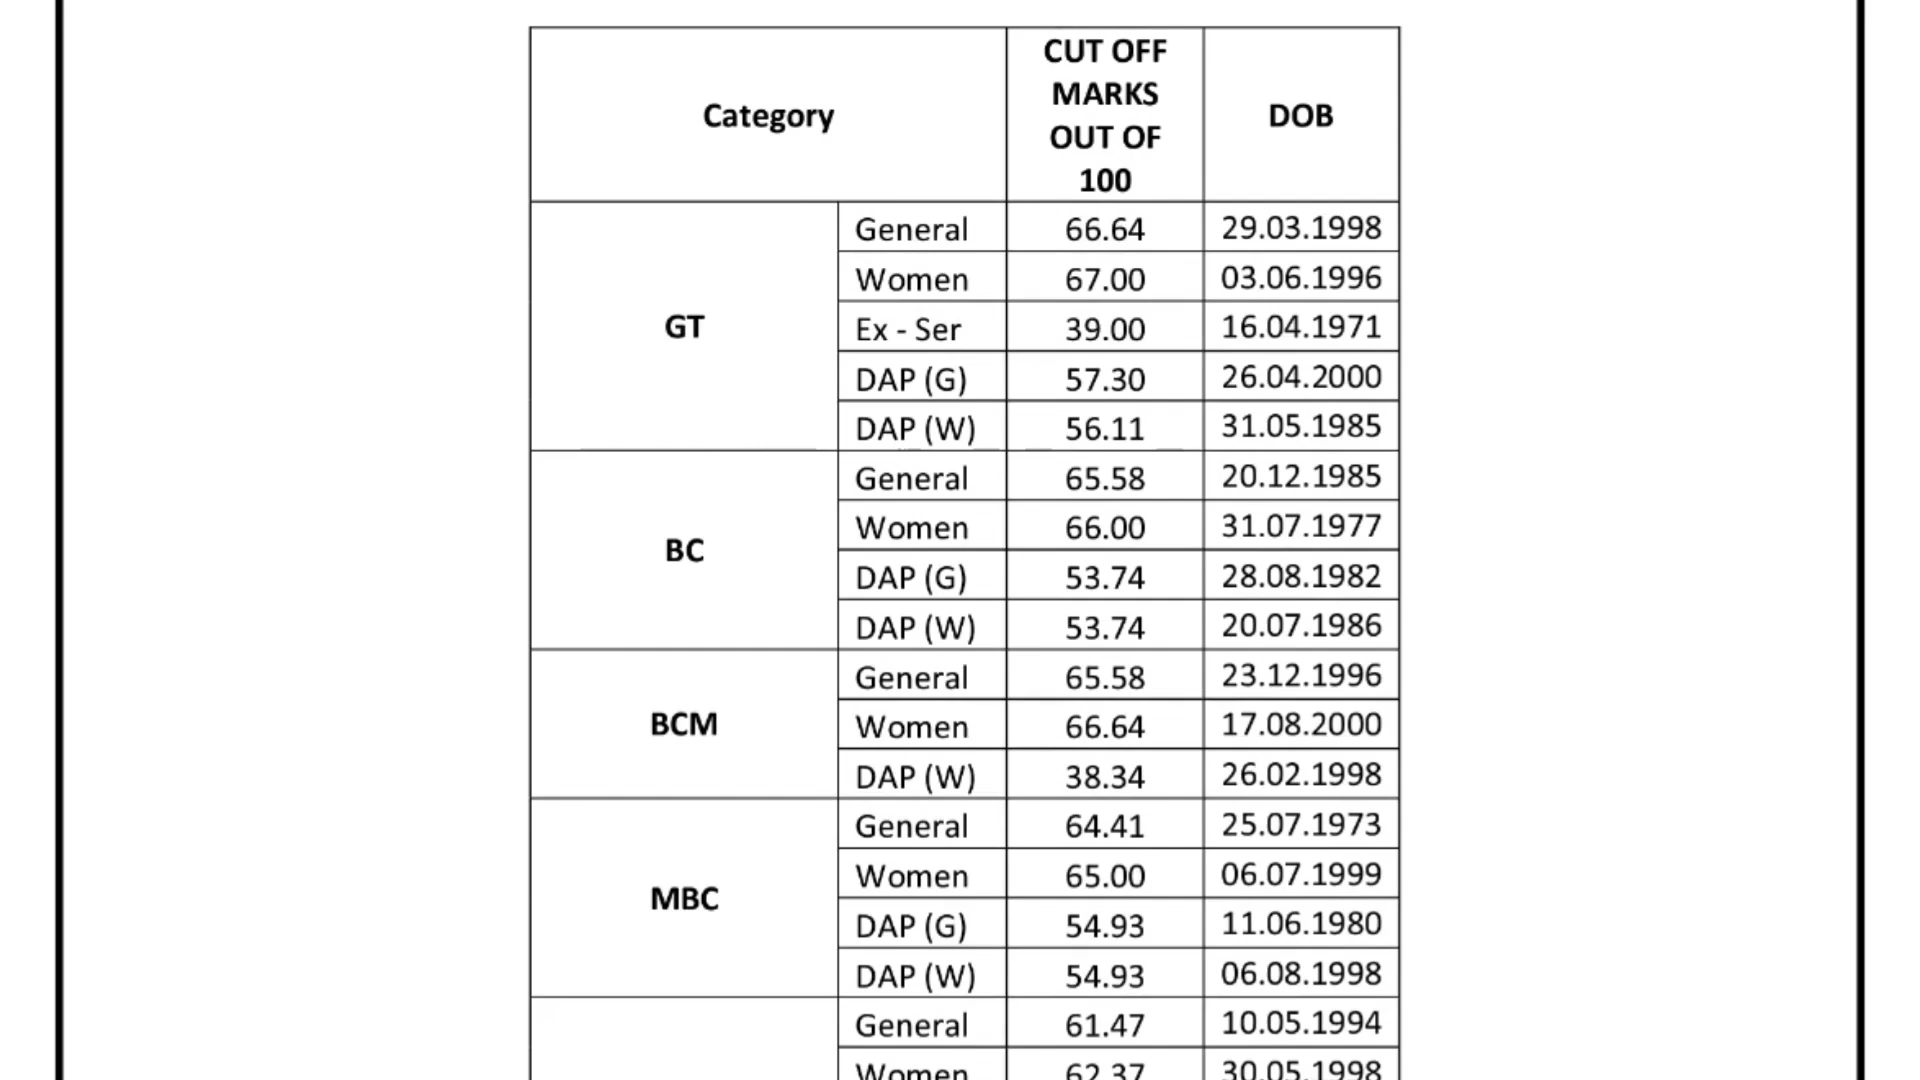 Category CUT OFF MARKS OUT OF 100 DOB
GT General 66.64 29.03.1998
Women 67.00 03.06.1996
Ex - Ser 39.00 16.04.1971
DAP (G) 57.30 26.04.2000
DAP (W) 56.11 31.05.1985
BC General 65.58 20.12.1985
Women 66.00 31.07.1977
DAP (G) 53.74 28.08.1982
DAP (W) 53.74 20.07.1986
BCM General 65.58 23.12.1996
Women 66.64 17.08.2000
DAP (W) 38.34 26.02.1998
MBC General 64.41 25.07.1973
Women 65.00 06.07.1999
DAP (G) 54.93 11.06.1980
DAP (W) 54.93 06.08.1998
General 61.47 10.05.1994
Women 62.37 30.05.1998